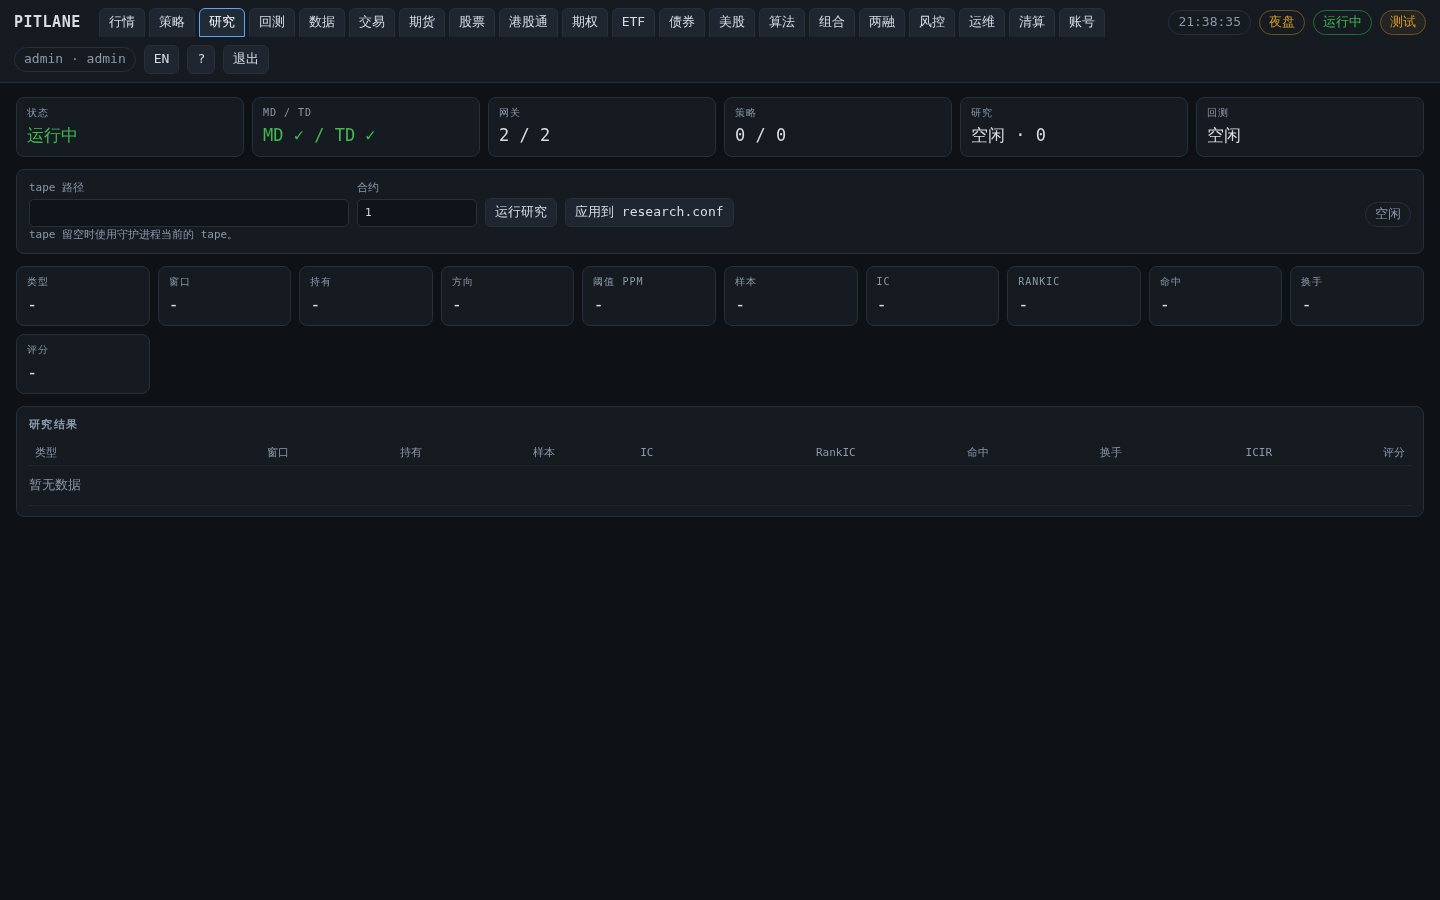 PITLANE 行情 策略 研究 回测 数据 交易 期货 股票 港股通 期权 ETF 债券 美股 算法 组合 两融 风控 运维 清算 账号 21:38:35 夜盘 运行中 测试
admin · admin EN ? 退出
状态 MD / TD 网关 策略 研究 回测
运行中 MD ✓ / TD ✓ 2 / 2 0 / 0 空闲 · 0 空闲
tape 路径 合约
1 运行研究 应用到 research.conf 空闲
tape 留空时使用守护进程当前的 tape。
类型 窗口 持有 方向 阈值 PPM 样本 IC RANKIC 命中 换手
- - - - - - - - - -
评分
-
研究结果
类型 窗口 持有 样本 IC RankIC 命中 换手 ICIR 评分
暂无数据